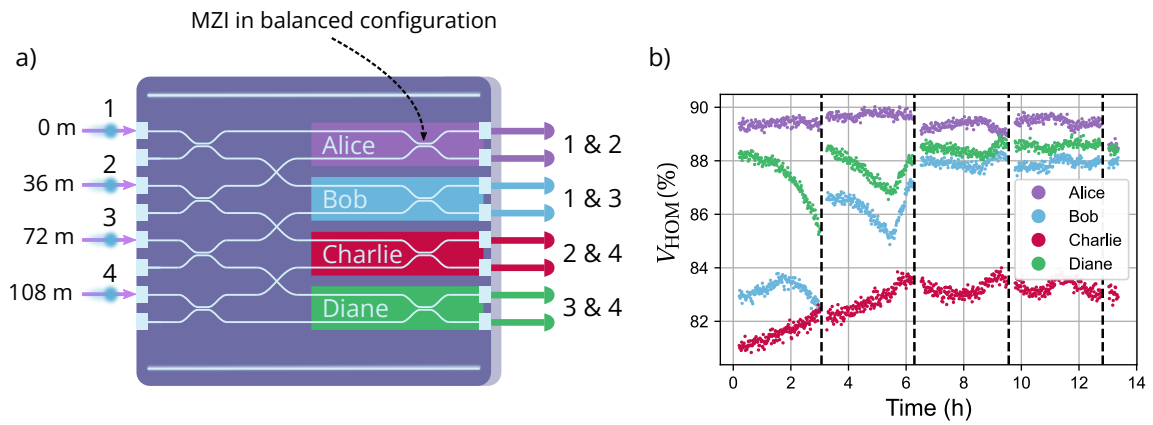 MZI in balanced configuration
a)
1
0 m
2
36 m
3
72 m
4
108 m
Alice
Bob
Charlie
Diane
1 & 2
1 & 3
2 & 4
3 & 4
b)
V_HOM(%)
90
88
86
84
82
Alice
Bob
Charlie
Diane
0 2 4 6 8 10 12 14
Time (h)